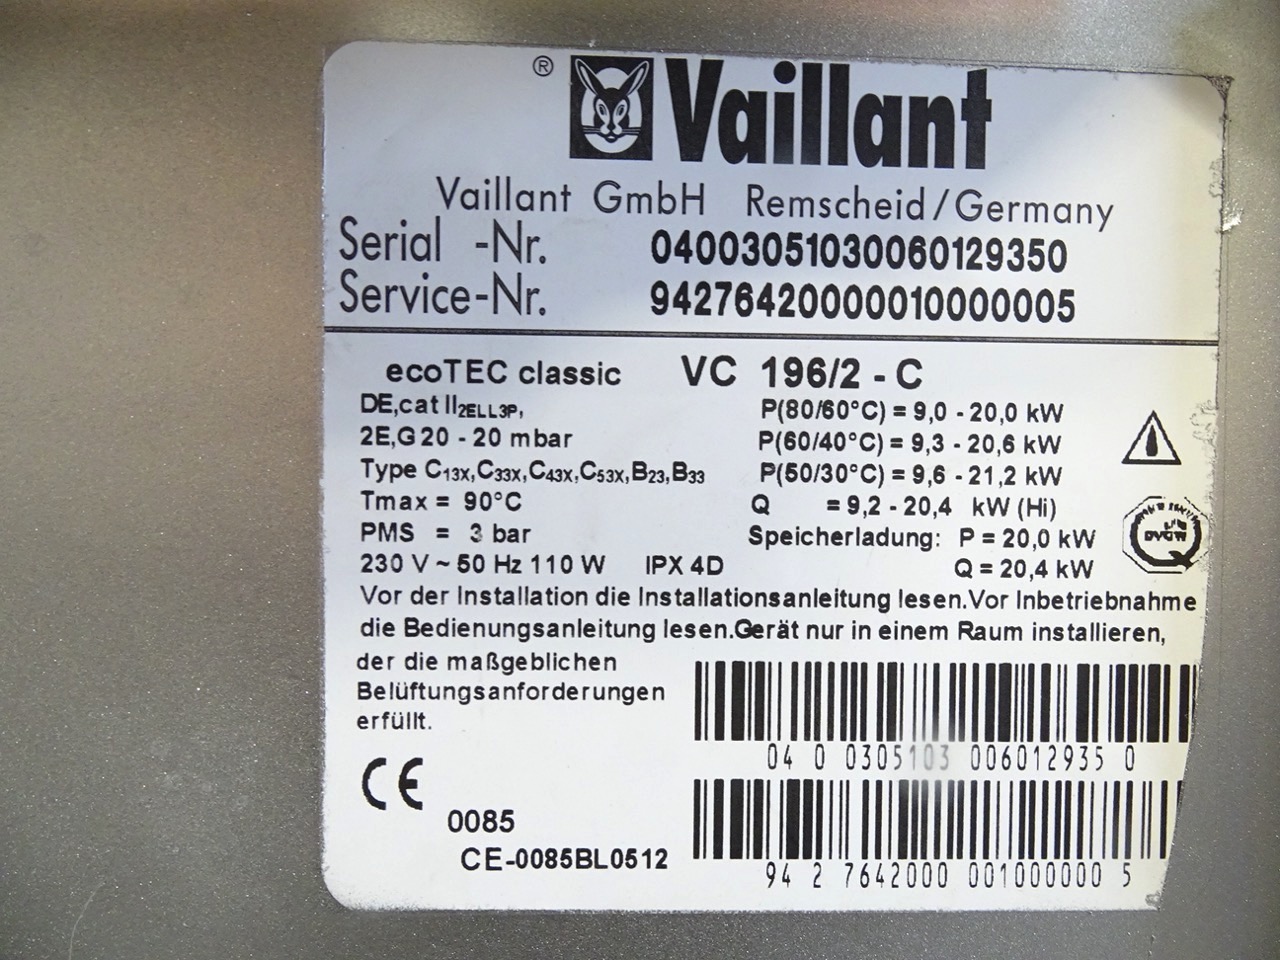 ® Vaillant
Vaillant GmbH Remscheid/Germany
Serial -Nr. 04003051030060129350
Service-Nr. 94276420000010000005
ecoTEC classic VC 196/2 - C
DE,cat II2ELL3P,
2E,G20 - 20 mbar
Type C13X,C33X,C43X,C53X,B23,B33
Tmax = 90°C
PMS = 3 bar
230 V ~ 50 Hz 110 W IPX 4D
P(80/60°C) = 9,0 - 20,0 kW
P(60/40°C) = 9,3 - 20,6 kW
P(50/30°C) = 9,6 - 21,2 kW
Q = 9,2 - 20,4 kW (Hi)
Speicherladung: P = 20,0 kW
Q = 20,4 kW
DVGW
Vor der Installation die Installationsanleitung lesen.Vor Inbetriebnahme
die Bedienungsanleitung lesen.Gerät nur in einem Raum installieren,
der die maßgeblichen
Belüftungsanforderungen
erfüllt.
04 0 0305103 006012935 0
CE
0085
CE-0085BL0512
94 2 7642000 001000000 5